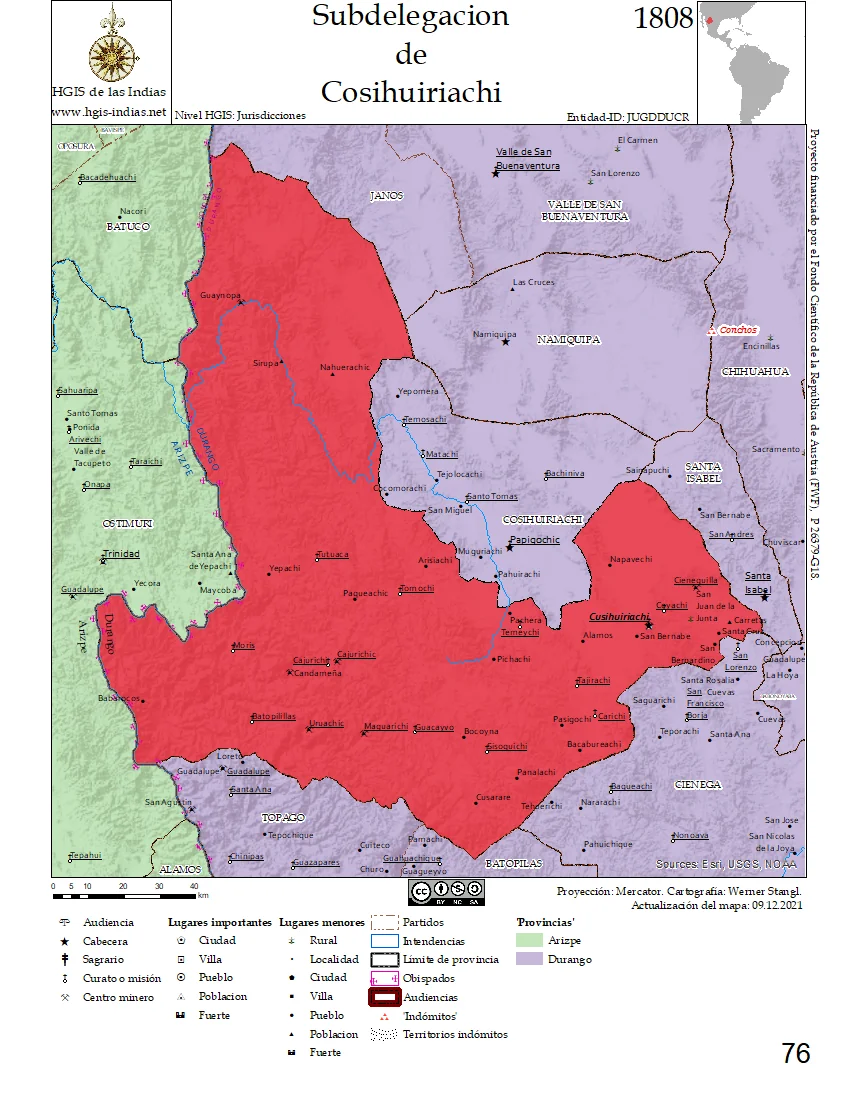 HGIS de las Indias
www.hgis-indias.net
Subdelegacion
de
Cosihuiriachi
1808
Nivel HGIS: Jurisdicciones
Entidad-ID: JUGDDUCR
Proyecto financiado por el Fondo Científico de la República de Austria (FWF), P 26379-G18.
BAVISPE
OPOSURA
Bacadehuachi
Nacori
BATUCO
JANOS
Valle de San
Buenaventura
El Carmen
San Lorenzo
VALLE DE SAN
BUENAVENTURA
Guaynopa
Las Cruces
Namiquipa
NAMIQUIPA
Conchos
Encinillas
CHIHUAHUA
Sirupa
Nahuerachic
Yepomera
Temosachi
Sahuaripa
Santo Tomas
Ponida
Arivechi
Valle de
Tacupeto
Taraichi
Onapa
DURANGO
ARIZPE
Matachi
Tejolocachi
Cocomorachi
Santo Tomas
San Miguel
Bachiniva
Sainapuchi
SANTA
ISABEL
Sacramento
OSTIMURI
COSIHUIRIACHI
Papigochic
San Bernabe
San Andres
Chuviscar
Trinidad
Santa Ana
de Yepachi
Yepachi
Tutuaca
Arisiachi
Muguriachi
Pahuirachi
Napavechi
Cieneguilla
Santa
Isabel
Guadalupe
Yecora
Maycoba
Paqueachic
Tomochi
Coyachi
San
Juan de la
Junta
Carretas
Cusihuiriachi
Pachera
Temeychi
Alamos
San Bernabe
Santa Cruz
Concepcion
Arizpe
Durango
Moris
Cajurichi
Cajurichic
Candameña
Pichachi
San
Bernardino
San
Lorenzo
Guadalupe
La Hoya
Tajirachi
Santa Rosalia
San
Francisco
Borja
Cuevas
Saguarichi
Babarocos
Batopilillas
Uruachic
Maguarichi
Guacayvo
Bocoyna
Pasigochi
Carichi
Cuevas
Teporachi
Santa Ana
Sisoquichi
Bacabureachi
Loreto
Guadalupe
Guadalupe
Santa Ana
San Agustin
Panalachi
Cusarare
Tehuerichi
Nararachi
Baqueachi
CIENEGA
TOPAGO
Tepochique
San Jose
San Nicolas
de la Joya
Nonoava
Pamachi
Cuiteco
Pahuichique
Tepahui
ALAMOS
Chinipas
Guazapares
Churo
Gualhuachique
Guagueyvo
BATOPILAS
Sources: Esri, USGS, NOAA
0 5 10 20 30 40
km
BY NC SA
Proyección: Mercator. Cartografía: Werner Stangl.
Actualización del mapa: 09.12.2021
Audiencia
Cabecera
Sagrario
Curato o misión
Centro minero
Lugares importantes
Ciudad
Villa
Pueblo
Poblacion
Fuerte
Lugares menores
Rural
Localidad
Ciudad
Villa
Pueblo
Poblacion
Fuerte
Partidos
Intendencias
Límite de provincia
Obispados
Audiencias
'Indómitos'
Territorios indómitos
'Provincias'
Arizpe
Durango
76